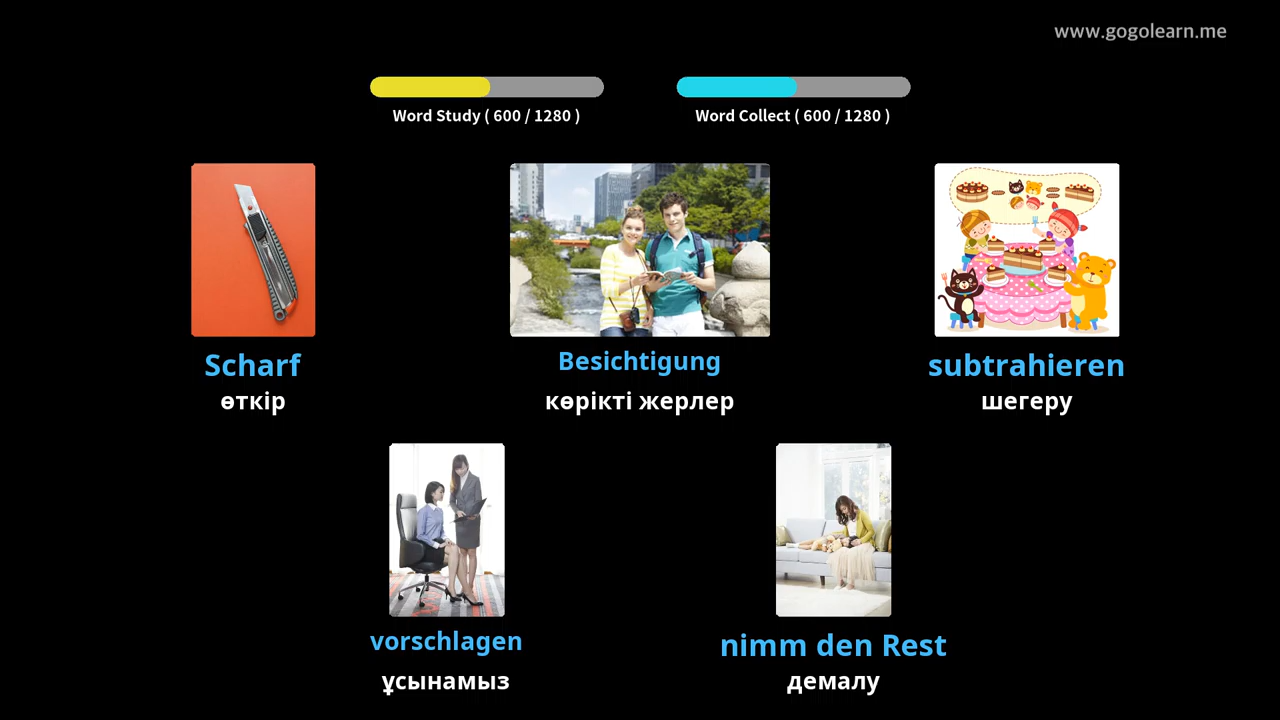 www.gogolearn.me
Word Study ( 600 / 1280 )
Word Collect ( 600 / 1280 )
Scharf
өткір
Besichtigung
көрікті жерлер
subtrahieren
шегеру
vorschlagen
ұсынамыз
nimm den Rest
демалу